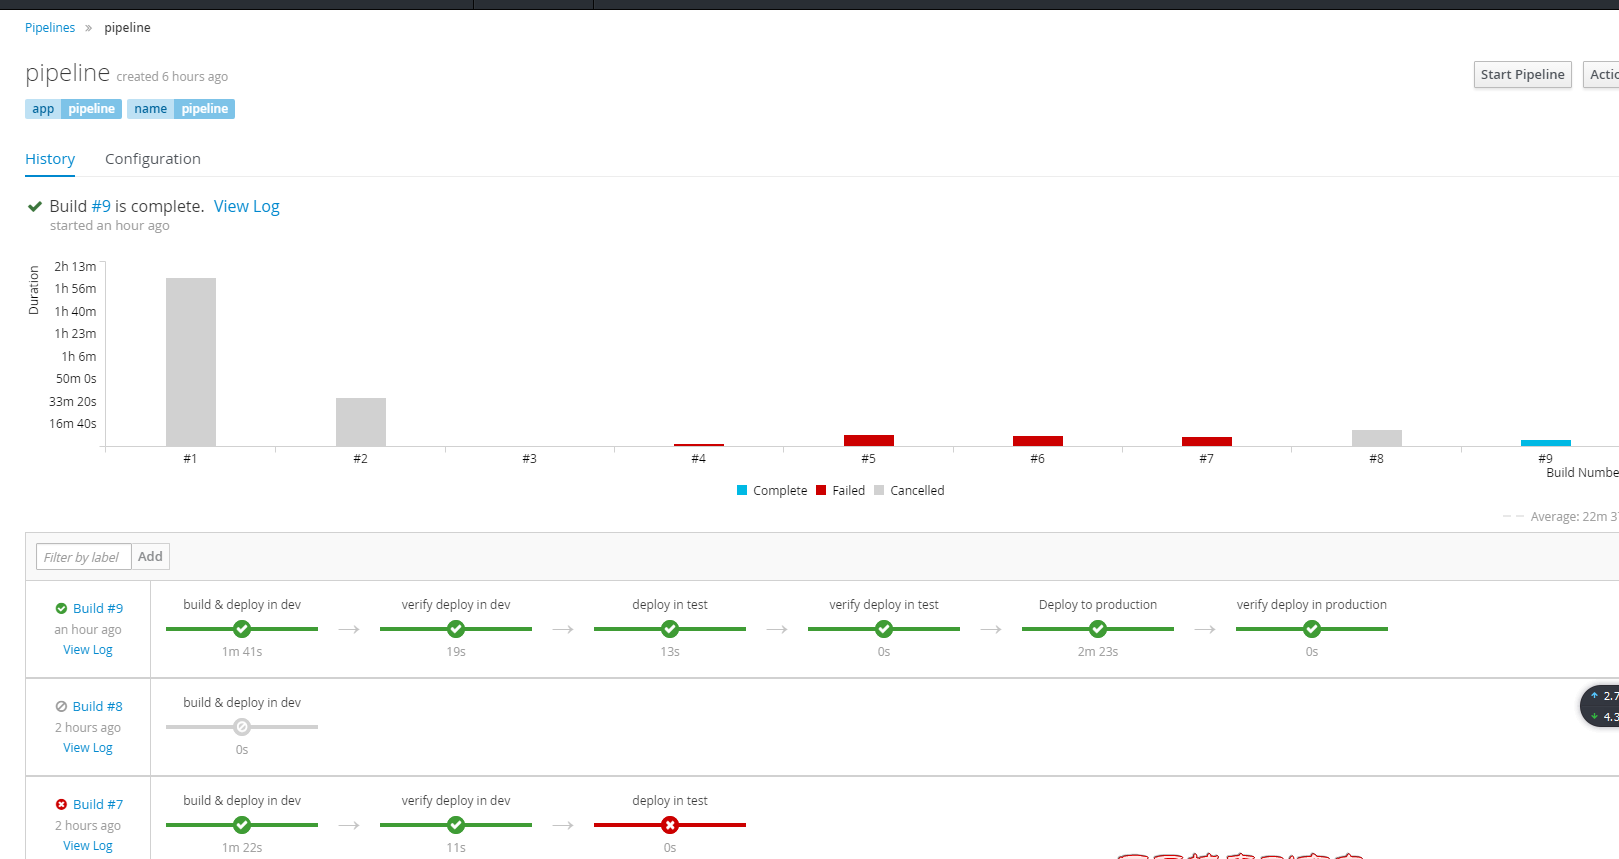 Pipelines » pipeline
pipeline created 6 hours ago
Start Pipeline
app pipeline name pipeline
History Configuration
Build #9 is complete. View Log
started an hour ago
Duration
2h 13m
1h 56m
1h 40m
1h 23m
1h 6m
50m 0s
33m 20s
16m 40s
#1 #2 #3 #4 #5 #6 #7 #8 #9
Build Numbe
Complete Failed Cancelled
Average: 22m 3
Filter by label Add
Build #9
an hour ago
View Log
build & deploy in dev
1m 41s
verify deploy in dev
19s
deploy in test
13s
verify deploy in test
0s
Deploy to production
2m 23s
verify deploy in production
0s
Build #8
2 hours ago
View Log
build & deploy in dev
0s
2.7
4.3
Build #7
2 hours ago
View Log
build & deploy in dev
1m 22s
verify deploy in dev
11s
deploy in test
0s